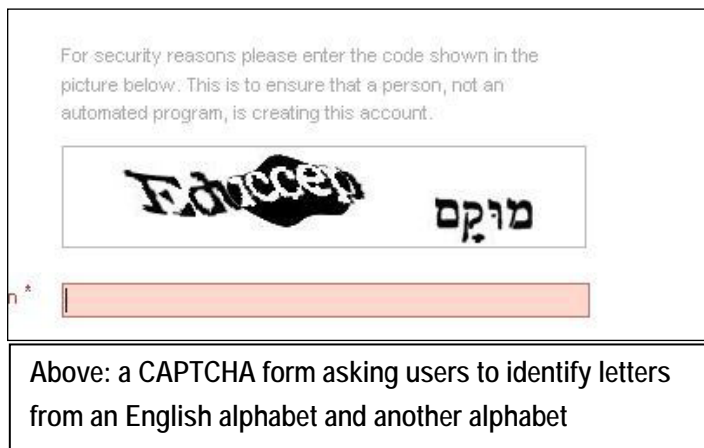 For security reasons please enter the code shown in the
picture below. This is to ensure that a person, not an
automated program, is creating this account.
Educcep מוּקָם
n *
Above: a CAPTCHA form asking users to identify letters
from an English alphabet and another alphabet